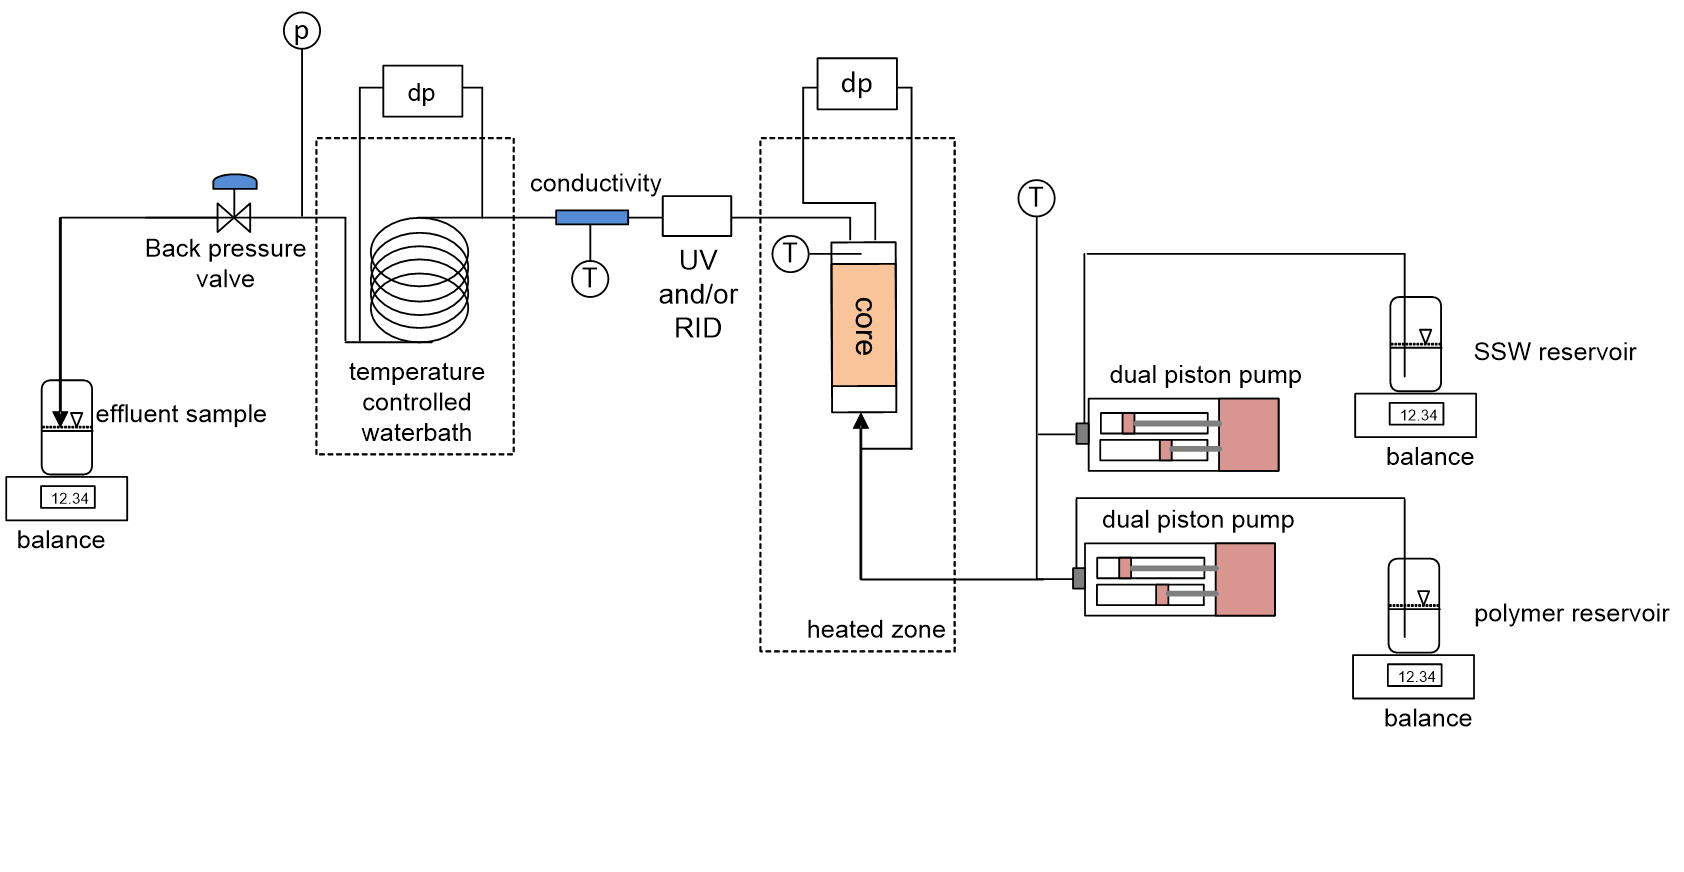 p
dp
dp
conductivity
T
T
T
Back pressure
valve
UV
and/or
RID
core
temperature
controlled
waterbath
effluent sample
12.34
balance
dual piston pump
SSW reservoir
12.34
balance
dual piston pump
heated zone
polymer reservoir
12.34
balance